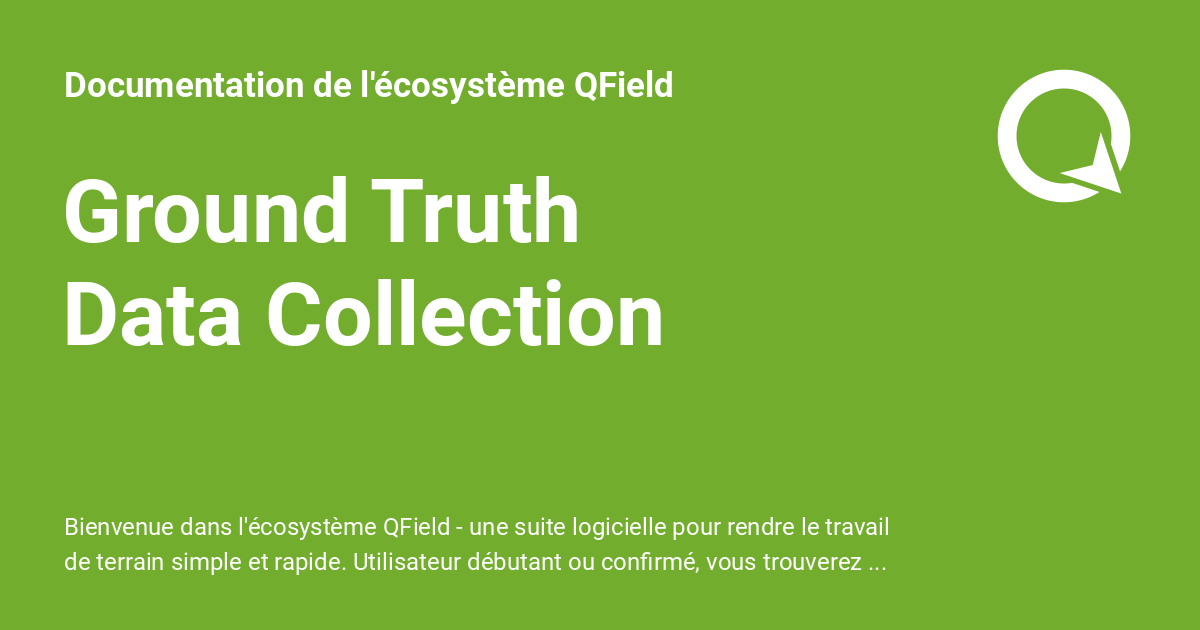 Documentation de l'écosystème QField
Ground Truth
Data Collection
Bienvenue dans l'écosystème QField - une suite logicielle pour rendre le travail
de terrain simple et rapide. Utilisateur débutant ou confirmé, vous trouverez ...